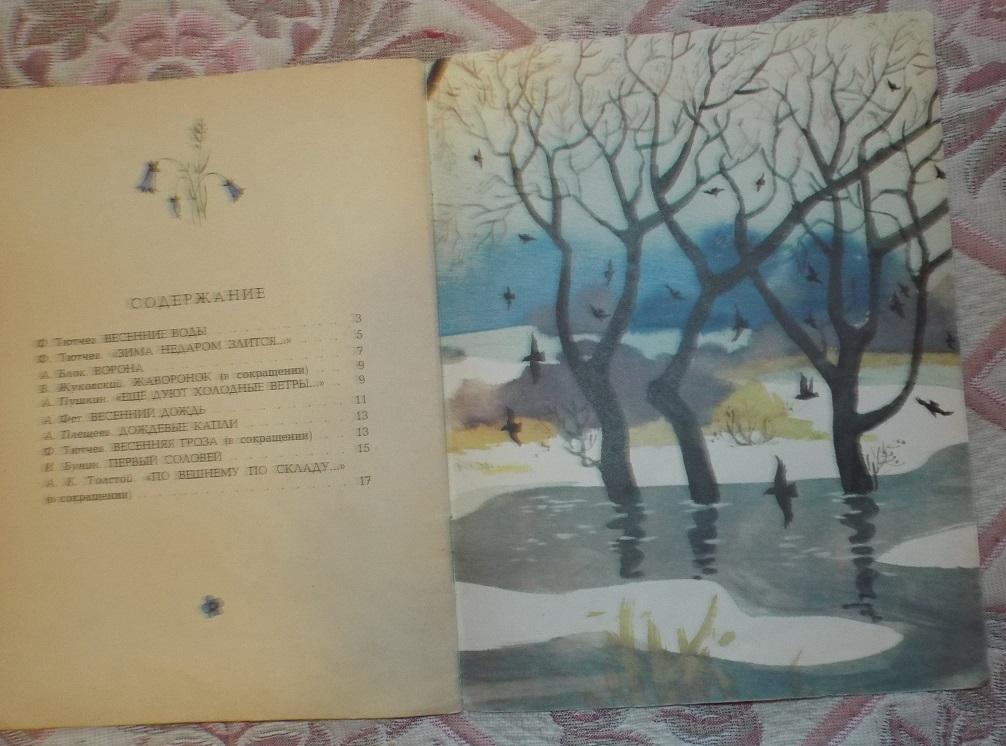 СОДЕРЖАНИЕ
Ф. Тютчев. ВЕСЕННИЕ ВОДЫ 3
Ф. Тютчев. «ЗИМА НЕДАРОМ ЗЛИТСЯ...» 5
А. Блок. ВОРОНА 7
В. Жуковский. ЖАВОРОНОК (в сокращении) 9
А. Пушкин. «ЕЩЕ ДУЮТ ХОЛОДНЫЕ ВЕТРЫ...» 9
А. Фет. ВЕСЕННИЙ ДОЖДЬ 11
А. Плещеев. ДОЖДЕВЫЕ КАПЛИ 13
Ф. Тютчев. ВЕСЕННЯЯ ГРОЗА (в сокращении) 13
И. Бунин. ПЕРВЫЙ СОЛОВЕЙ 15
А. К. Толстой. «ПО ВЕШНЕМУ ПО СКЛАДУ...»
(в сокращении) 17